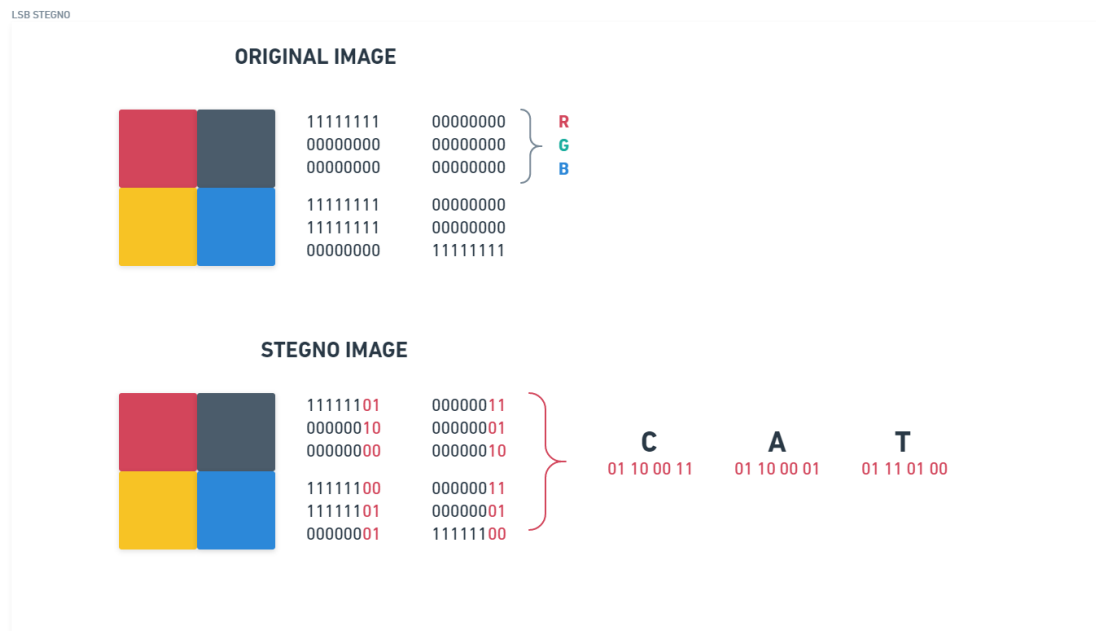 LSB STEGNO
ORIGINAL IMAGE
11111111 00000000 R
00000000 00000000 G
00000000 00000000 B
11111111 00000000
11111111 00000000
00000000 11111111
STEGNO IMAGE
11111101 00000011
00000010 00000001
00000000 00000010
C A T
01 10 00 11 01 10 00 01 01 11 01 00
11111100 00000011
11111101 00000001
00000001 11111100